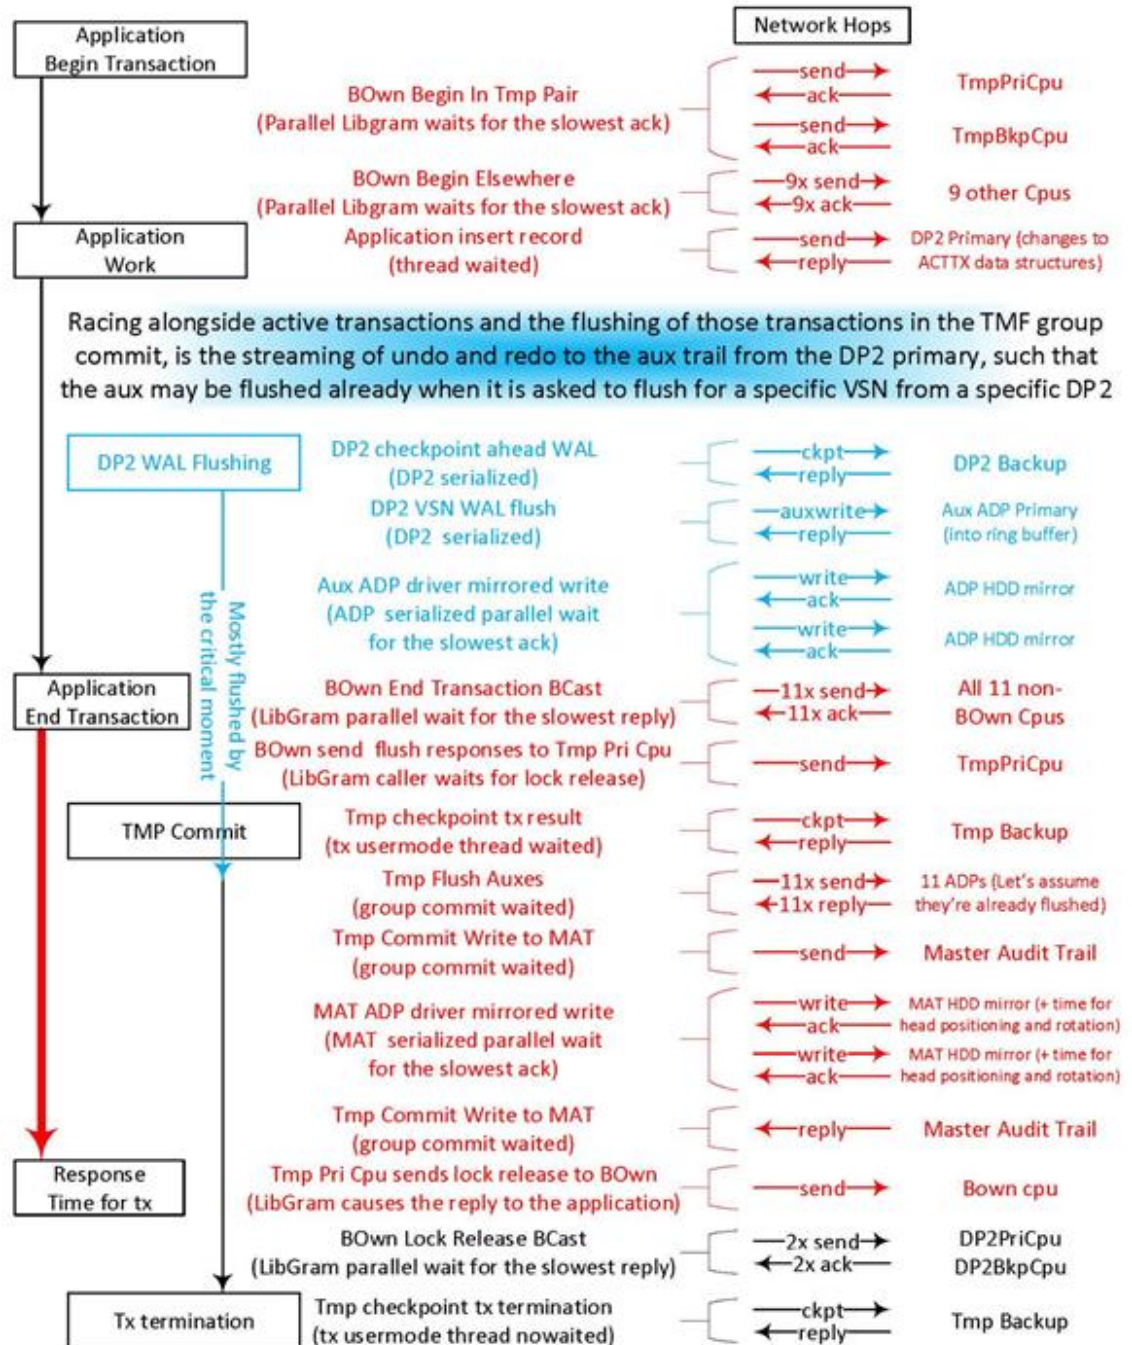 Application
Begin Transaction
Network Hops
BOwn Begin In Tmp Pair
(Parallel Libgram waits for the slowest ack)
send
ack
TmpPriCpu
send
ack
TmpBkpCpu
BOwn Begin Elsewhere
(Parallel Libgram waits for the slowest ack)
9x send
9x ack
9 other Cpus
Application
Work
Application insert record
(thread waited)
send
reply
DP2 Primary (changes to
ACTTX data structures)
Racing alongside active transactions and the flushing of those transactions in the TMF group
commit, is the streaming of undo and redo to the aux trail from the DP2 primary, such that
the aux may be flushed already when it is asked to flush for a specific VSN from a specific DP2
DP2 WAL Flushing
DP2 checkpoint ahead WAL
(DP2 serialized)
ckpt
reply
DP2 Backup
DP2 VSN WAL flush
(DP2 serialized)
auxwrite
reply
Aux ADP Primary
(into ring buffer)
Mostly flushed by
the critical moment
Aux ADP driver mirrored write
(ADP serialized parallel wait
for the slowest ack)
write
ack
ADP HDD mirror
write
ack
ADP HDD mirror
Application
End Transaction
BOwn End Transaction BCast
(LibGram parallel wait for the slowest reply)
11x send
11x ack
All 11 non-
BOwn Cpus
BOwn send flush responses to Tmp Pri Cpu
(LibGram caller waits for lock release)
send
TmpPriCpu
TMP Commit
Tmp checkpoint tx result
(tx usermode thread waited)
ckpt
reply
Tmp Backup
Tmp Flush Auxes
(group commit waited)
11x send
11x reply
11 ADPs (Let's assume
they're already flushed)
Tmp Commit Write to MAT
(group commit waited)
send
Master Audit Trail
MAT ADP driver mirrored write
(MAT serialized parallel wait
for the slowest ack)
write
ack
MAT HDD mirror (+ time for
head positioning and rotation)
write
ack
MAT HDD mirror (+ time for
head positioning and rotation)
Tmp Commit Write to MAT
(group commit waited)
reply
Master Audit Trail
Response
Time for tx
Tmp Pri Cpu sends lock release to BOwn
(LibGram causes the reply to the application)
send
Bown cpu
BOwn Lock Release BCast
(LibGram parallel wait for the slowest reply)
2x send
2x ack
DP2PriCpu
DP2BkpCpu
Tx termination
Tmp checkpoint tx termination
(tx usermode thread nowaited)
ckpt
reply
Tmp Backup